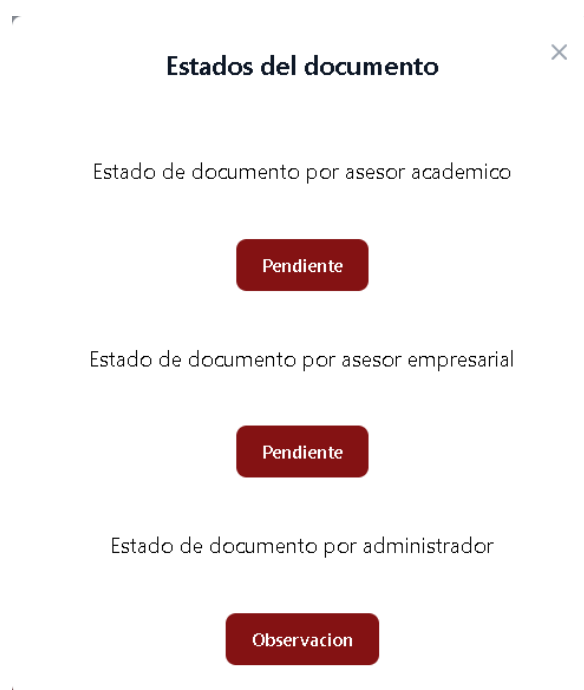 Estados del documento
Estado de documento por asesor academico
Pendiente
Estado de documento por asesor empresarial
Pendiente
Estado de documento por administrador
Observacion